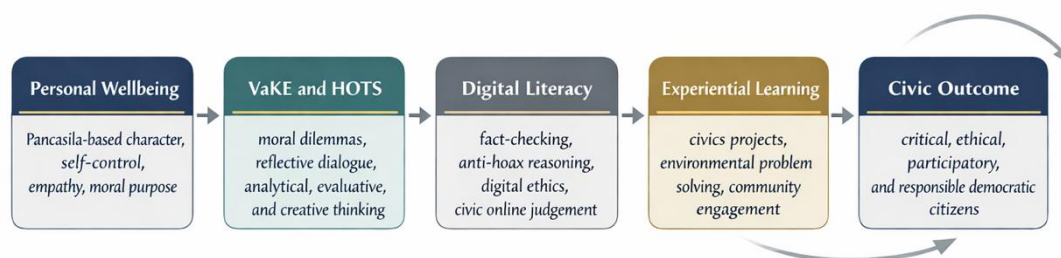 Personal Wellbeing
Pancasila-based character,
self-control,
empathy, moral purpose
VaKE and HOTS
moral dilemmas,
reflective dialogue,
analytical, evaluative,
and creative thinking
Digital Literacy
fact-checking,
anti-hoax reasoning,
digital ethics,
civic online judgement
Experiential Learning
civics projects,
environmental problem
solving, community
engagement
Civic Outcome
critical, ethical,
participatory,
and responsible democratic
citizens